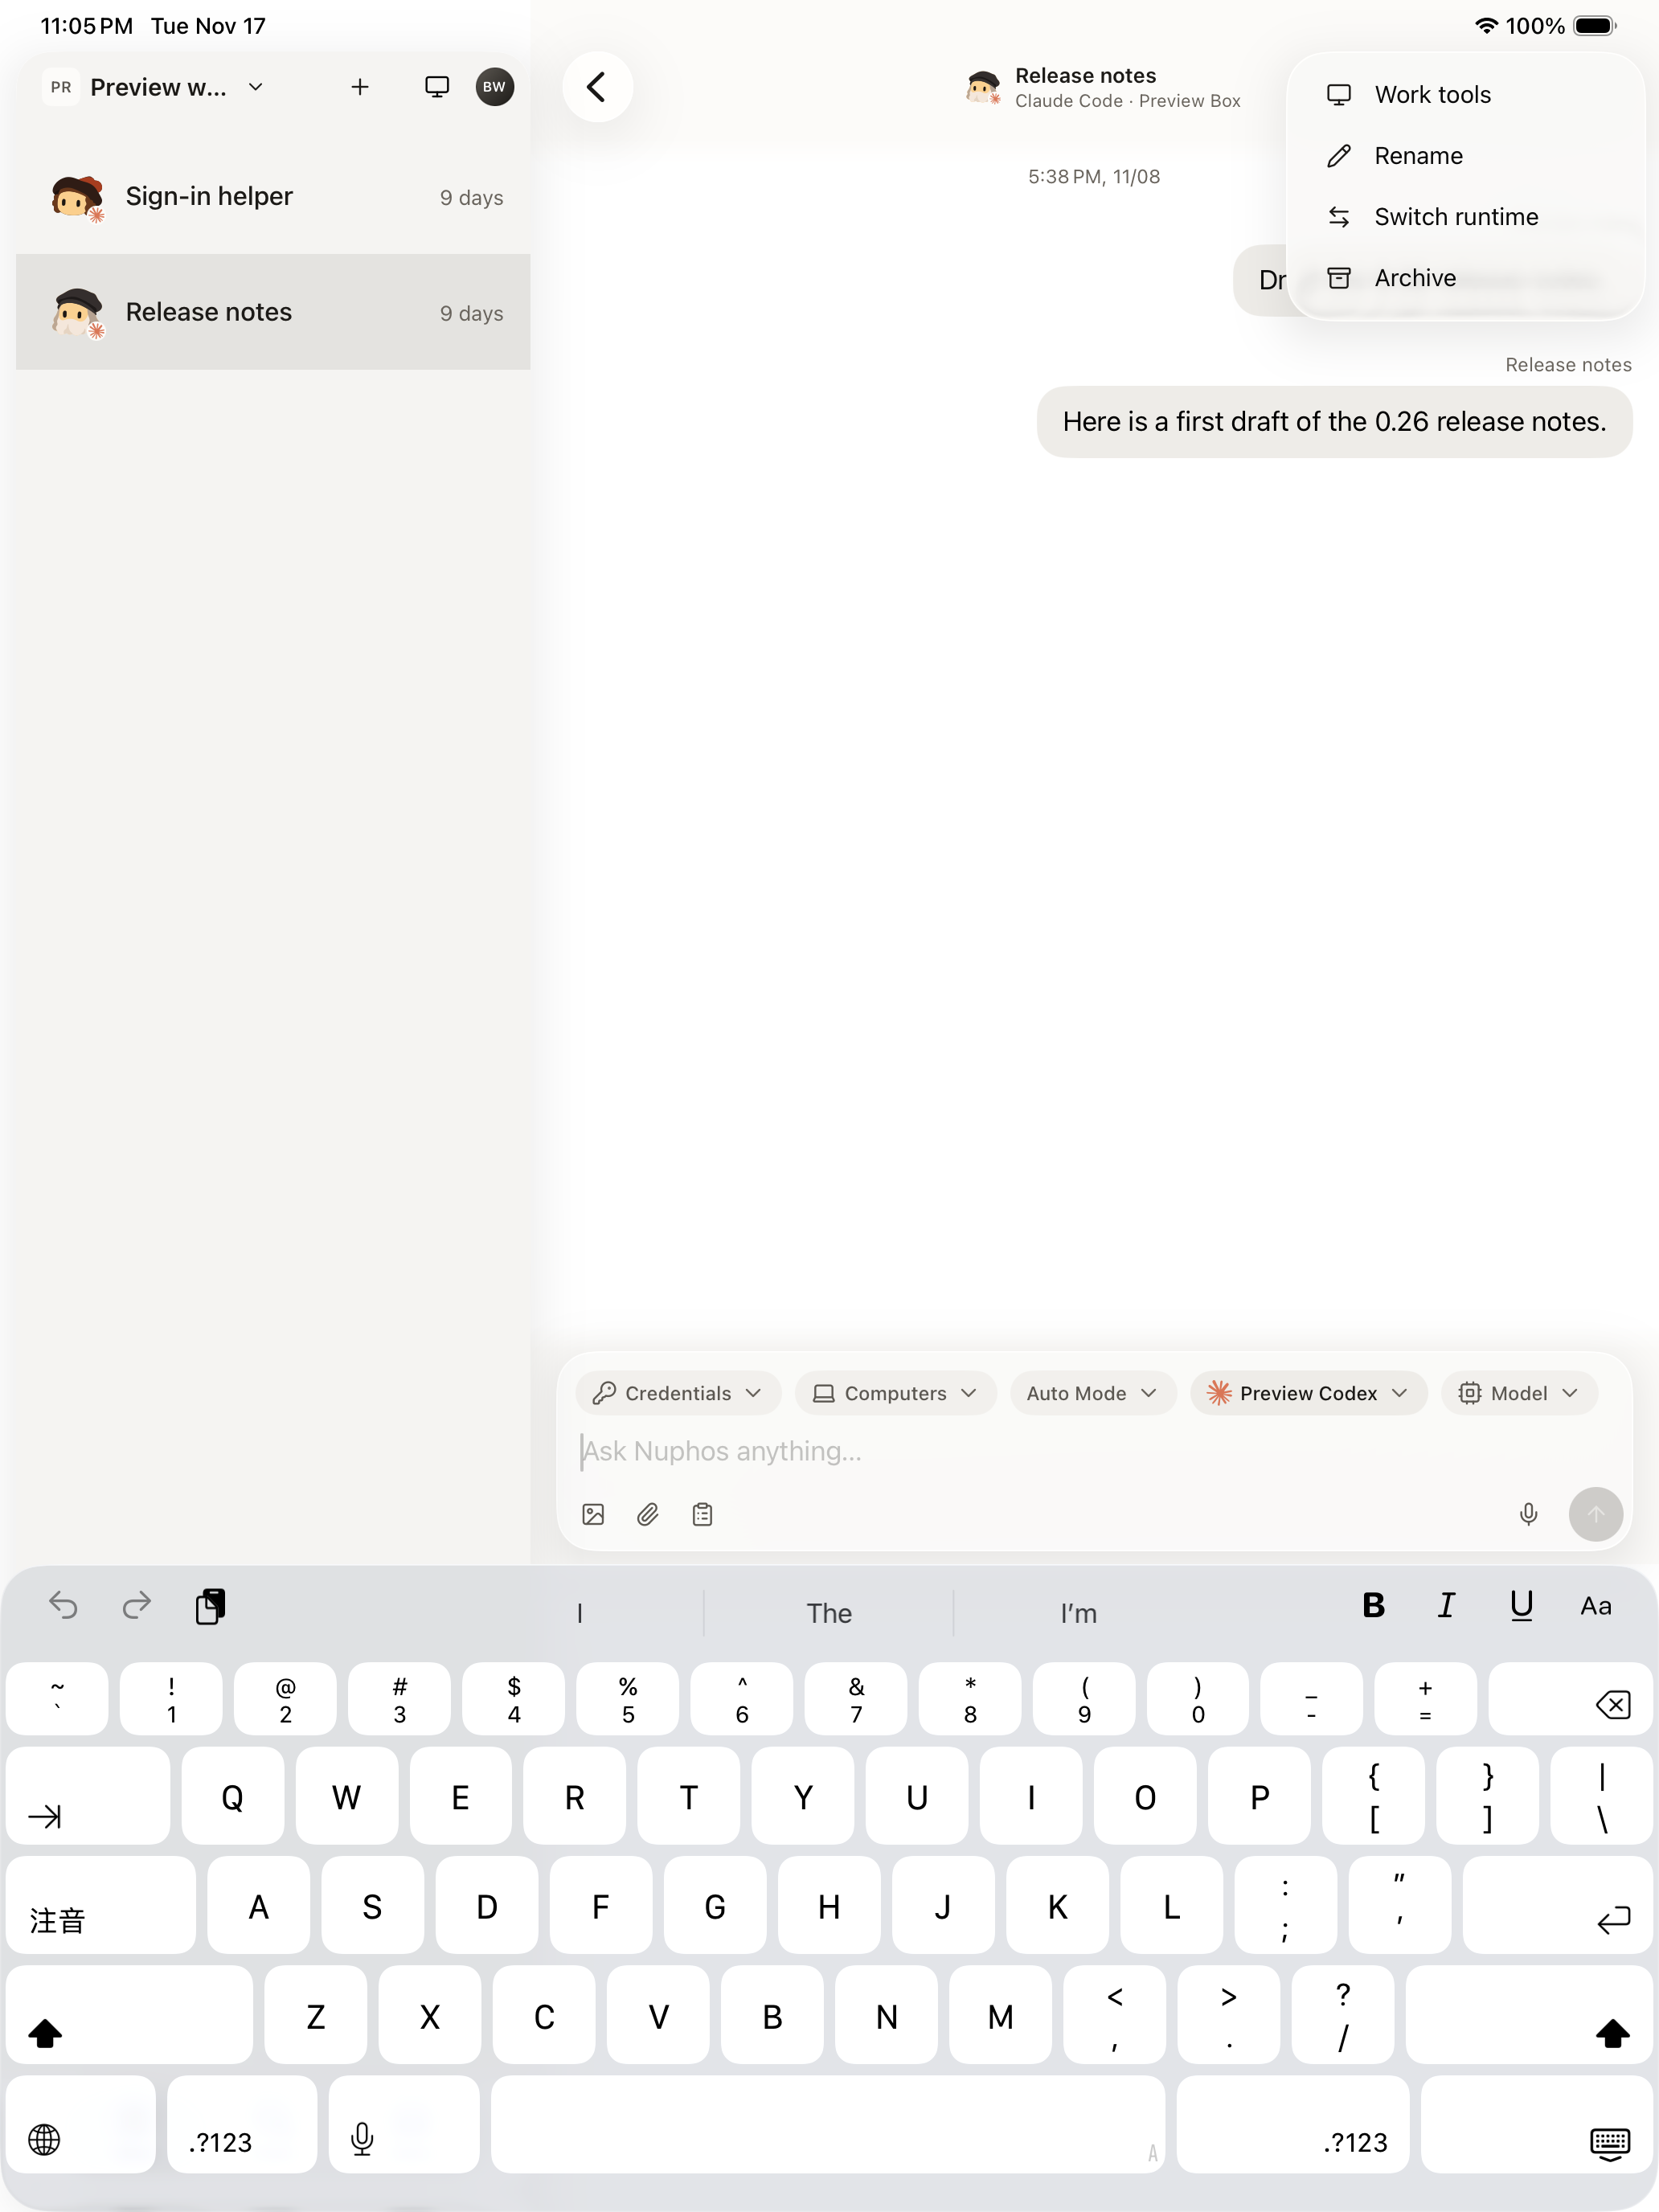 11:05 PM Tue Nov 17
100%
PR Preview w... BW
Sign-in helper 9 days
Release notes 9 days
Release notes
Claude Code · Preview Box
Work tools
Rename
Switch runtime
Archive
5:38 PM, 11/08
Release notes
Here is a first draft of the 0.26 release notes.
Credentials Computers Auto Mode Preview Codex Model
Ask Nuphos anything...
I The I’m B I U Aa
~ ! @ # $ % ^ & * ( ) _ +
` 1 2 3 4 5 6 7 8 9 0 - =
Q W E R T Y U I O P { [ } ] | \
注音 A S D F G H J K L : ; " '
Z X C V B N M < , > . ? /
.?123 A .?123